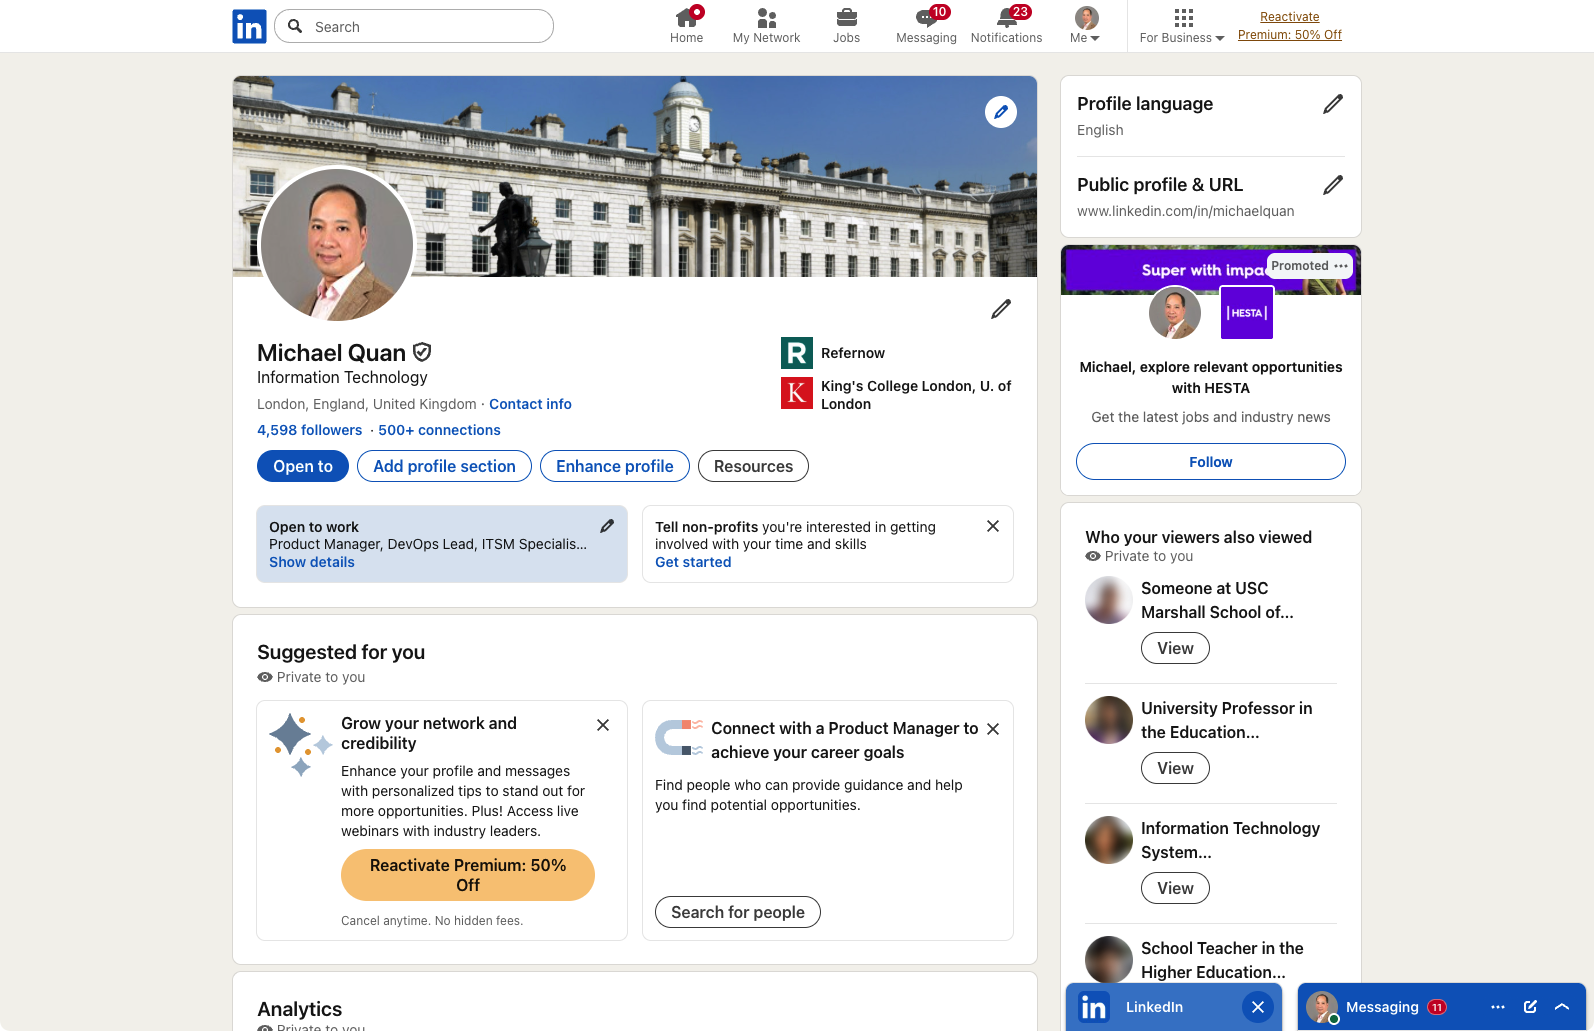 in
Search
Home
My Network
Jobs
10
Messaging
23
Notifications
Me
For Business
Reactivate
Premium: 50% Off
Michael Quan
Information Technology
London, England, United Kingdom · Contact info
4,598 followers · 500+ connections
R
Refernow
K
King's College London, U. of
London
Open to
Add profile section
Enhance profile
Resources
Open to work
Product Manager, DevOps Lead, ITSM Specialis...
Show details
Tell non-profits you're interested in getting
involved with your time and skills
Get started
Suggested for you
Private to you
Grow your network and
credibility
Enhance your profile and messages
with personalized tips to stand out for
more opportunities. Plus! Access live
webinars with industry leaders.
Reactivate Premium: 50%
Off
Cancel anytime. No hidden fees.
Connect with a Product Manager to
achieve your career goals
Find people who can provide guidance and help
you find potential opportunities.
Search for people
Analytics
Private to you
Profile language
English
Public profile & URL
www.linkedin.com/in/michaelquan
Super with impac
Promoted ...
|HESTA|
Michael, explore relevant opportunities
with HESTA
Get the latest jobs and industry news
Follow
Who your viewers also viewed
Private to you
Someone at USC
Marshall School of...
View
University Professor in
the Education...
View
Information Technology
System...
View
School Teacher in the
Higher Education...
in
LinkedIn
Messaging
11